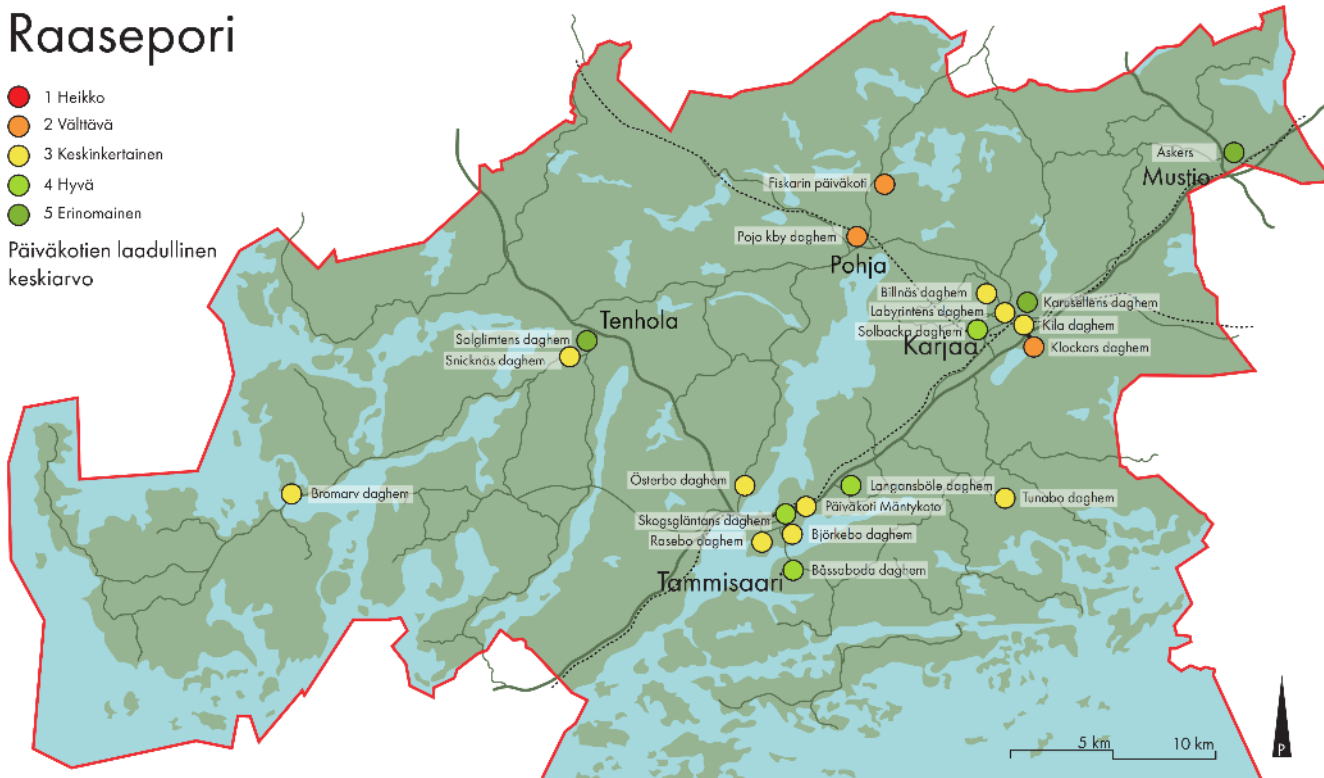 Raasepori
1 Heikko
2 Välttävä
3 Keskinkertainen
4 Hyvä
5 Erinomainen
Päiväkotien laadullinen
keskiarvo
Askers
Mustio
Fiskarin päiväkoti
Pojo kby daghem
Pohja
Billnäs daghem
Karusellens daghem
Labyrintens daghem
Kila daghem
Solbacka daghem
Karjaa
Klockars daghem
Tenhola
Solglimtens daghem
Snicknäs daghem
Bromarv daghem
Österbo daghem
Langansböle daghem
Tunabo daghem
Päiväkoti Mäntykoto
Skogsgläntans daghem
Björkebo daghem
Rasebo daghem
Båssaboda daghem
Tammisaari
5 km
10 km
P